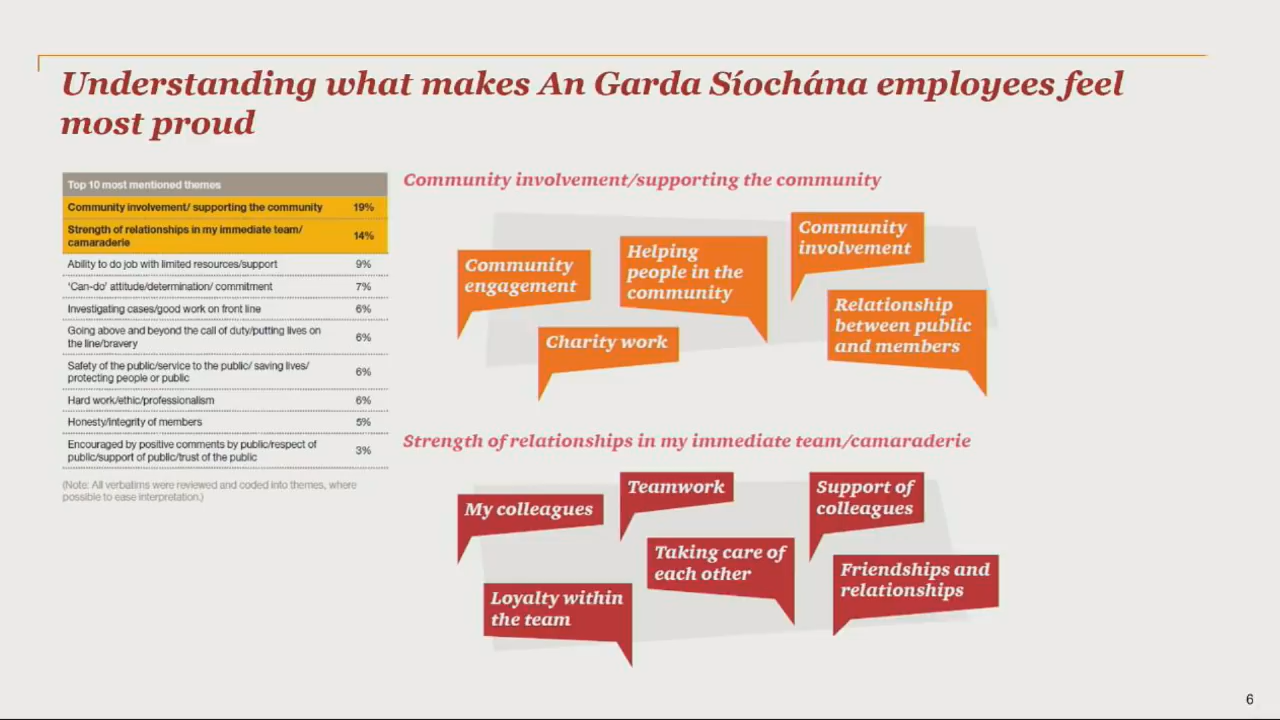 Understanding what makes An Garda Síochána employees feel
most proud
Top 10 most mentioned themes
Community involvement/ supporting the community 19%
Strength of relationships in my immediate team/
camaraderie 14%
Ability to do job with limited resources/support 9%
'Can-do' attitude/determination/ commitment 7%
Investigating cases/good work on front line 6%
Going above and beyond the call of duty/putting lives on
the line/bravery 6%
Safety of the public/service to the public/ saving lives/
protecting people or public 6%
Hard work/ethic/professionalism 6%
Honesty/Integrity of members 5%
Encouraged by positive comments by public/respect of
public/support of public/trust of the public 3%
(Note: All verbatims were reviewed and coded into themes, where
possible to ease interpretation.)
Community involvement/supporting the community
Community
engagement
Helping
people in the
community
Community
involvement
Charity work
Relationship
between public
and members
Strength of relationships in my immediate team/camaraderie
My colleagues
Teamwork
Support of
colleagues
Loyalty within
the team
Taking care of
each other
Friendships and
relationships
6